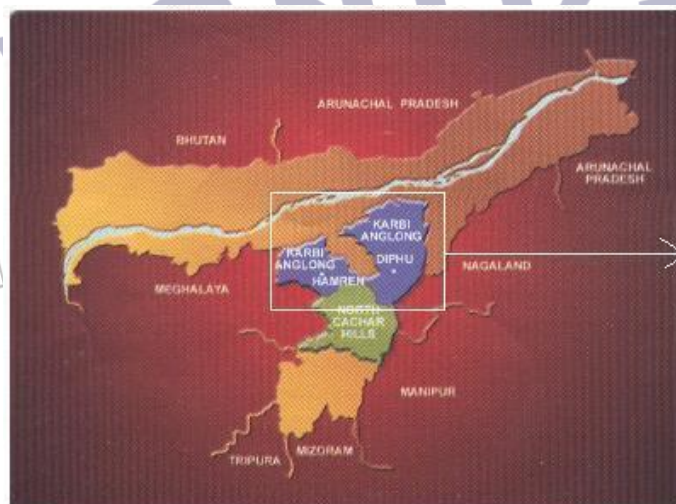 ARUNACHAL PRADESH
BHUTAN
ARUNACHAL
PRADESH
KARBI
ANGLONG
KARBI
ANGLONG
DIPHU
NAGALAND
HAMREN
MEGHALAYA
NORTH
CACHAR
HILLS
MANIPUR
MIZORAM
TRIPURA